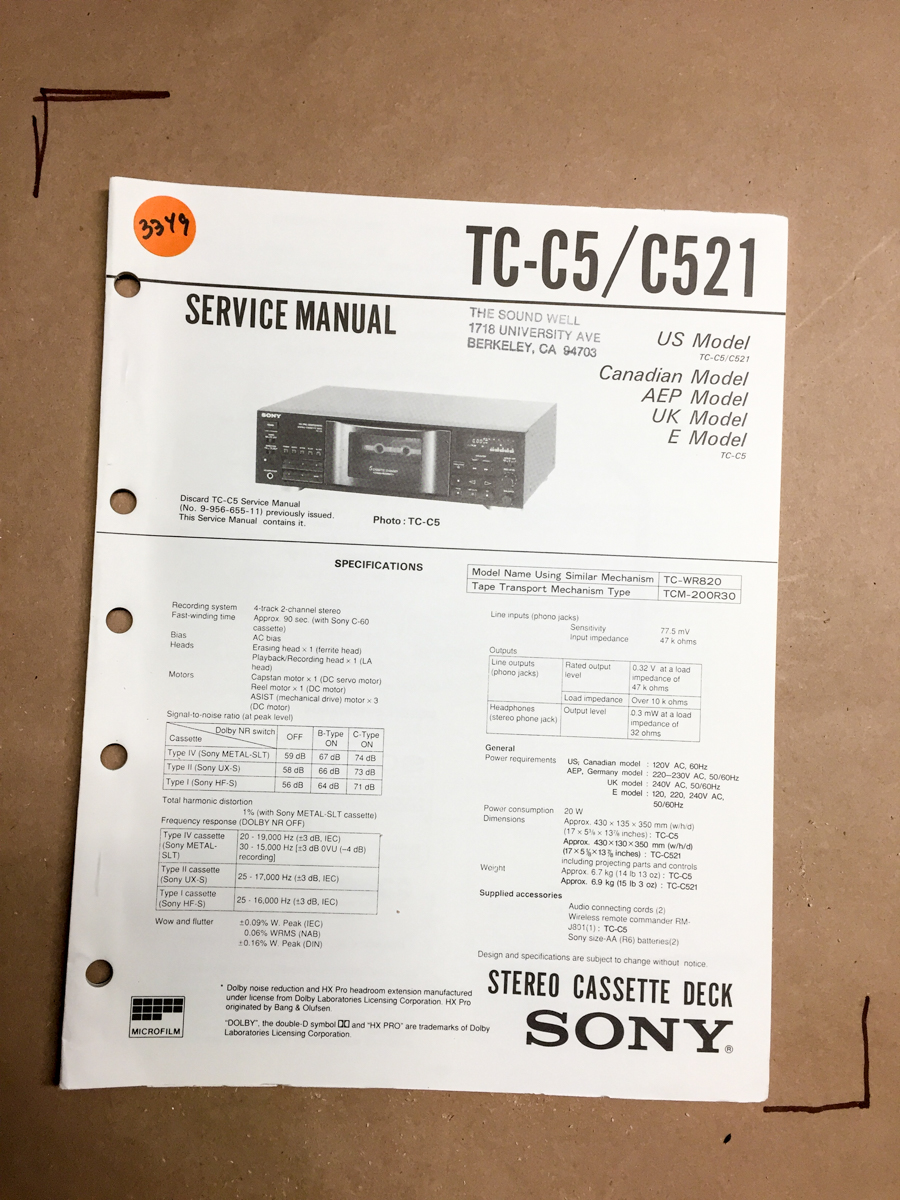 3349
TC-C5/C521
SERVICE MANUAL
THE SOUND WELL
1718 UNIVERSITY AVE
BERKELEY, CA 94703
US Model
TC-C5/C521
Canadian Model
AEP Model
UK Model
E Model
TC-C5
SONY
Discard TC-C5 Service Manual
(No. 9-956-655-11) previously issued.
This Service Manual contains it.
Photo : TC-C5
SPECIFICATIONS
Model Name Using Similar Mechanism TC-WR820
Tape Transport Mechanism Type TCM-200R30
Recording system 4-track 2-channel stereo
Fast-winding time Approx. 90 sec. (with Sony C-60
cassette)
Bias AC bias
Heads Erasing head × 1 (ferrite head)
Playback/Recording head × 1 (LA
head)
Motors Capstan motor × 1 (DC servo motor)
Reel motor × 1 (DC motor)
ASIST (mechanical drive) motor × 3
(DC motor)
Signal-to-noise ratio (at peak level)
Dolby NR switch OFF B-Type ON C-Type ON
Cassette
Type IV (Sony METAL-SLT) 59 dB 67 dB 74 dB
Type II (Sony UX-S) 58 dB 66 dB 73 dB
Type I (Sony HF-S) 56 dB 64 dB 71 dB
Total harmonic distortion
1% (with Sony METAL-SLT cassette)
Frequency response (DOLBY NR OFF)
Type IV cassette 20 - 19,000 Hz (±3 dB, IEC)
(Sony METAL- 30 - 15,000 Hz [±3 dB 0VU (–4 dB)
SLT) recording]
Type II cassette
(Sony UX-S) 25 - 17,000 Hz (±3 dB, IEC)
Type I cassette
(Sony HF-S) 25 - 16,000 Hz (±3 dB, IEC)
Wow and flutter ±0.09% W. Peak (IEC)
0.06% WRMS (NAB)
±0.16% W. Peak (DIN)
Line inputs (phono jacks)
Sensitivity 77.5 mV
Input impedance 47 k ohms
Outputs
Line outputs Rated output 0.32 V at a load
(phono jacks) level impedance of
47 k ohms
Load impedance Over 10 k ohms
Headphones Output level 0.3 mW at a load
(stereo phone jack) impedance of
32 ohms
General
Power requirements US, Canadian model : 120V AC, 60Hz
AEP, Germany model : 220–230V AC, 50/60Hz
UK model : 240V AC, 50/60Hz
E model : 120, 220, 240V AC,
50/60Hz
Power consumption 20 W
Dimensions Approx. 430 × 135 × 350 mm (w/h/d)
(17 × 5 3/8 × 13 7/8 inches) : TC-C5
Approx. 430×130×350 mm (w/h/d)
(17×5 1/8×13 7/8 inches) : TC-C521
including projecting parts and controls
Weight Approx. 6.7 kg (14 lb 13 oz) : TC-C5
Approx. 6.9 kg (15 lb 3 oz) : TC-C521
Supplied accessories
Audio connecting cords (2)
Wireless remote commander RM-
J801(1) : TC-C5
Sony size-AA (R6) batteries(2)
Design and specifications are subject to change without notice.
* Dolby noise reduction and HX Pro headroom extension manufactured
under license from Dolby Laboratories Licensing Corporation. HX Pro
originated by Bang & Olufsen.
"DOLBY", the double-D symbol and "HX PRO" are trademarks of Dolby
Laboratories Licensing Corporation.
MICROFILM
STEREO CASSETTE DECK
SONY®